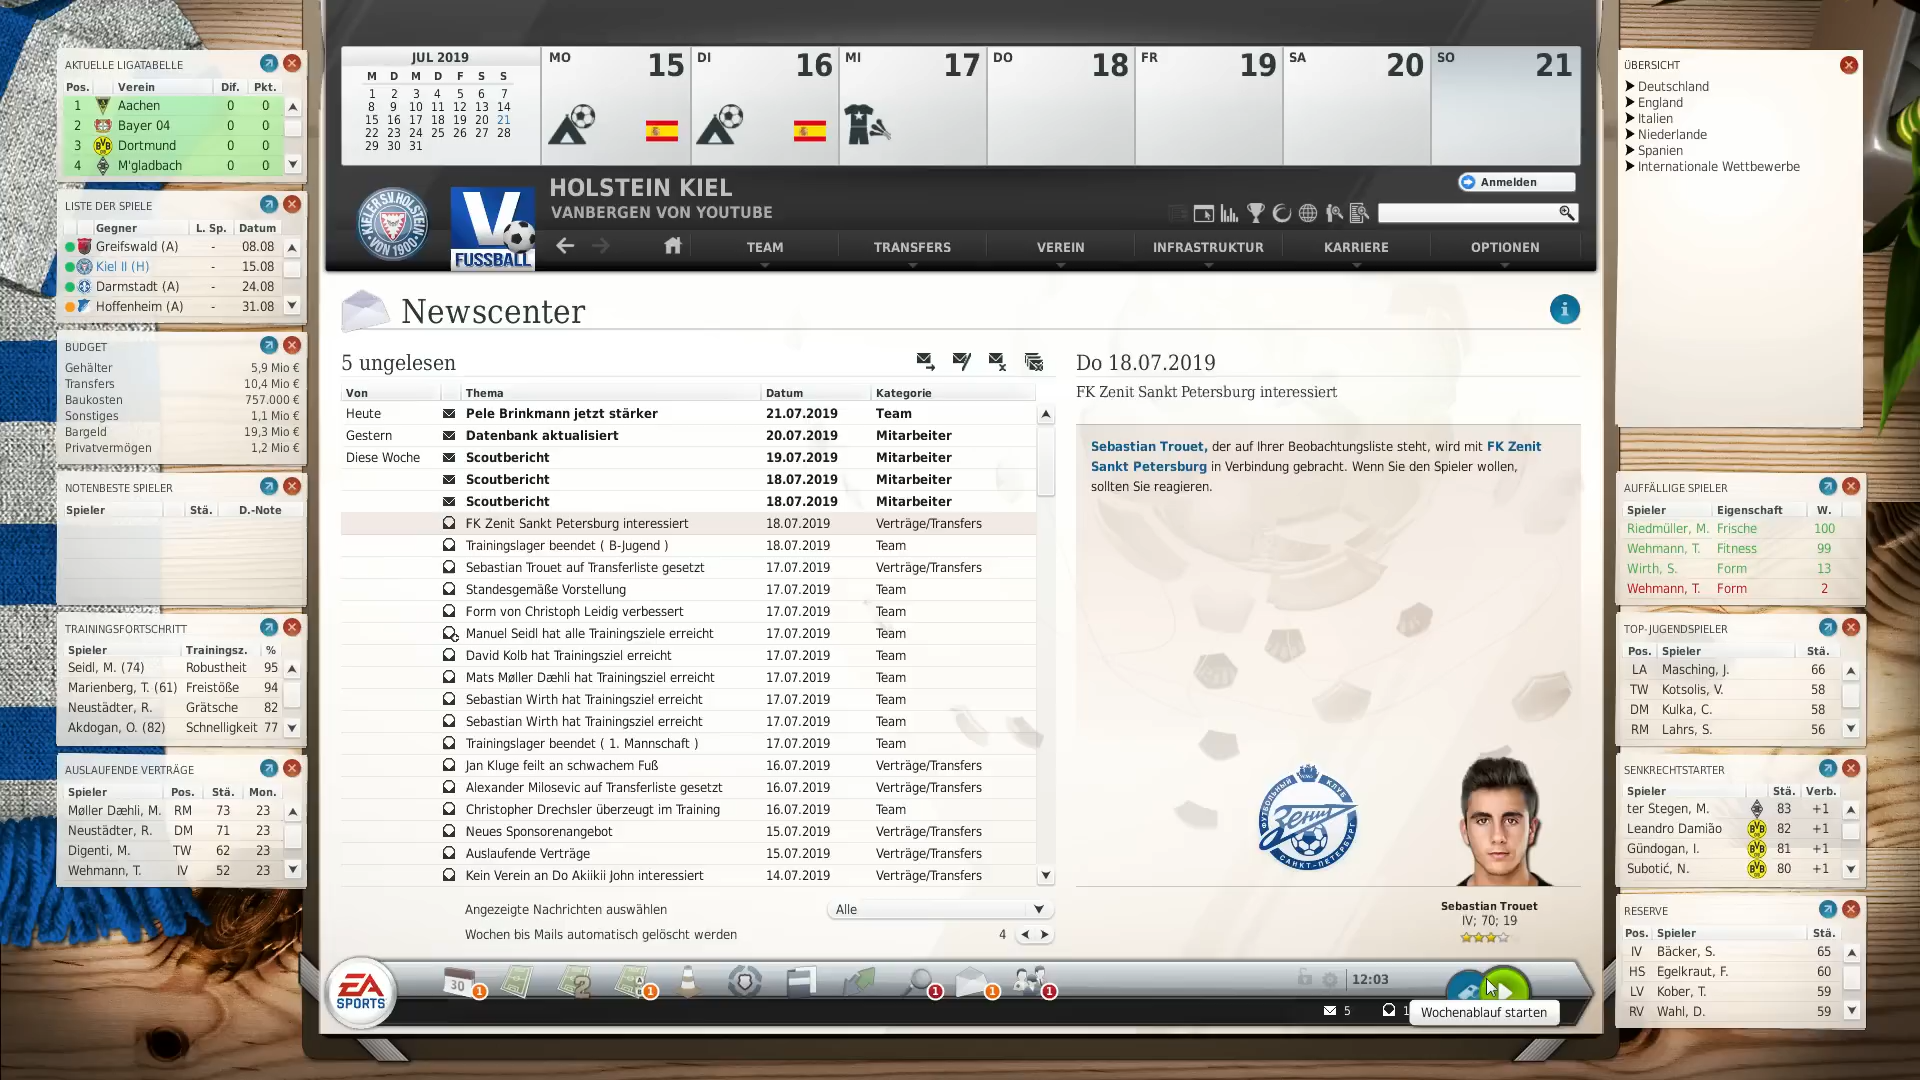 AKTUELLE LIGATABELLE
Pos. Verein Dif. Pkt.
1 Aachen 0 0
2 Bayer 04 0 0
3 Dortmund 0 0
4 M'gladbach 0 0
LISTE DER SPIELE
Gegner L. Sp. Datum
Greifswald (A) - 08.08
Kiel II (H) - 15.08
Darmstadt (A) - 24.08
Hoffenheim (A) - 31.08
BUDGET
Gehälter 5,9 Mio €
Transfers 10,4 Mio €
Baukosten 757.000 €
Sonstiges 1,1 Mio €
Bargeld 19,3 Mio €
Privatvermögen 1,2 Mio €
NOTENBESTE SPIELER
Spieler Stä. D.-Note
TRAININGSFORTSCHRITT
Spieler Trainingsz. %
Seidl, M. (74) Robustheit 95
Marienberg, T. (61) Freistöße 94
Neustädter, R. Grätsche 82
Akdogan, O. (82) Schnelligkeit 77
AUSLAUFENDE VERTRÄGE
Spieler Pos. Stä. Mon.
Møller Dæhli, M. RM 73 23
Neustädter, R. DM 71 23
Digenti, M. TW 62 23
Wehmann, T. IV 52 23
JUL 2019
M D M D F S S
1 2 3 4 5 6 7
8 9 10 11 12 13 14
15 16 17 18 19 20 21
22 23 24 25 26 27 28
29 30 31
MO 15
DI 16
MI 17
DO 18
FR 19
SA 20
SO 21
KIELER S.V. HOLSTEIN
VON 1900
V
FUSSBALL
HOLSTEIN KIEL
VANBERGEN VON YOUTUBE
Anmelden
TEAM TRANSFERS VEREIN INFRASTRUKTUR KARRIERE OPTIONEN
Newscenter
i
5 ungelesen
Von Thema Datum Kategorie
Heute Pele Brinkmann jetzt stärker 21.07.2019 Team
Gestern Datenbank aktualisiert 20.07.2019 Mitarbeiter
Diese Woche Scoutbericht 19.07.2019 Mitarbeiter
Scoutbericht 18.07.2019 Mitarbeiter
Scoutbericht 18.07.2019 Mitarbeiter
FK Zenit Sankt Petersburg interessiert 18.07.2019 Verträge/Transfers
Trainingslager beendet ( B-Jugend ) 18.07.2019 Team
Sebastian Trouet auf Transferliste gesetzt 17.07.2019 Verträge/Transfers
Standesgemäße Vorstellung 17.07.2019 Team
Form von Christoph Leidig verbessert 17.07.2019 Team
Manuel Seidl hat alle Trainingsziele erreicht 17.07.2019 Team
David Kolb hat Trainingsziel erreicht 17.07.2019 Team
Mats Møller Dæhli hat Trainingsziel erreicht 17.07.2019 Team
Sebastian Wirth hat Trainingsziel erreicht 17.07.2019 Team
Sebastian Wirth hat Trainingsziel erreicht 17.07.2019 Team
Trainingslager beendet ( 1. Mannschaft ) 17.07.2019 Team
Jan Kluge feilt an schwachem Fuß 16.07.2019 Verträge/Transfers
Alexander Milosevic auf Transferliste gesetzt 16.07.2019 Verträge/Transfers
Christopher Drechsler überzeugt im Training 16.07.2019 Team
Neues Sponsorenangebot 15.07.2019 Verträge/Transfers
Auslaufende Verträge 15.07.2019 Verträge/Transfers
Kein Verein an Do Akiikii John interessiert 14.07.2019 Verträge/Transfers
Angezeigte Nachrichten auswählen Alle
Wochen bis Mails automatisch gelöscht werden 4
Do 18.07.2019
FK Zenit Sankt Petersburg interessiert
Sebastian Trouet, der auf Ihrer Beobachtungsliste steht, wird mit FK Zenit
Sankt Petersburg in Verbindung gebracht. Wenn Sie den Spieler wollen,
sollten Sie reagieren.
ФУТБОЛЬНЫЙ КЛУБ
Зенит
САНКТ-ПЕТЕРБУРГ
Sebastian Trouet
IV; 70; 19
EA
SPORTS
30 1
2
1
1
1
1
12:03
5
1
Wochenablauf starten
ÜBERSICHT
Deutschland
England
Italien
Niederlande
Spanien
Internationale Wettbewerbe
AUFFÄLLIGE SPIELER
Spieler Eigenschaft W.
Riedmüller, M. Frische 100
Wehmann, T. Fitness 99
Wirth, S. Form 13
Wehmann, T. Form 2
TOP-JUGENDSPIELER
Pos. Spieler Stä.
LA Masching, J. 66
TW Kotsolis, V. 58
DM Kulka, C. 58
RM Lahrs, S. 56
SENKRECHTSTARTER
Spieler Stä. Verb.
ter Stegen, M. 83 +1
Leandro Damião 82 +1
Gündogan, I. 81 +1
Subotić, N. 80 +1
RESERVE
Pos. Spieler Stä.
IV Bäcker, S. 65
HS Egelkraut, F. 60
LV Kober, T. 59
RV Wahl, D. 59